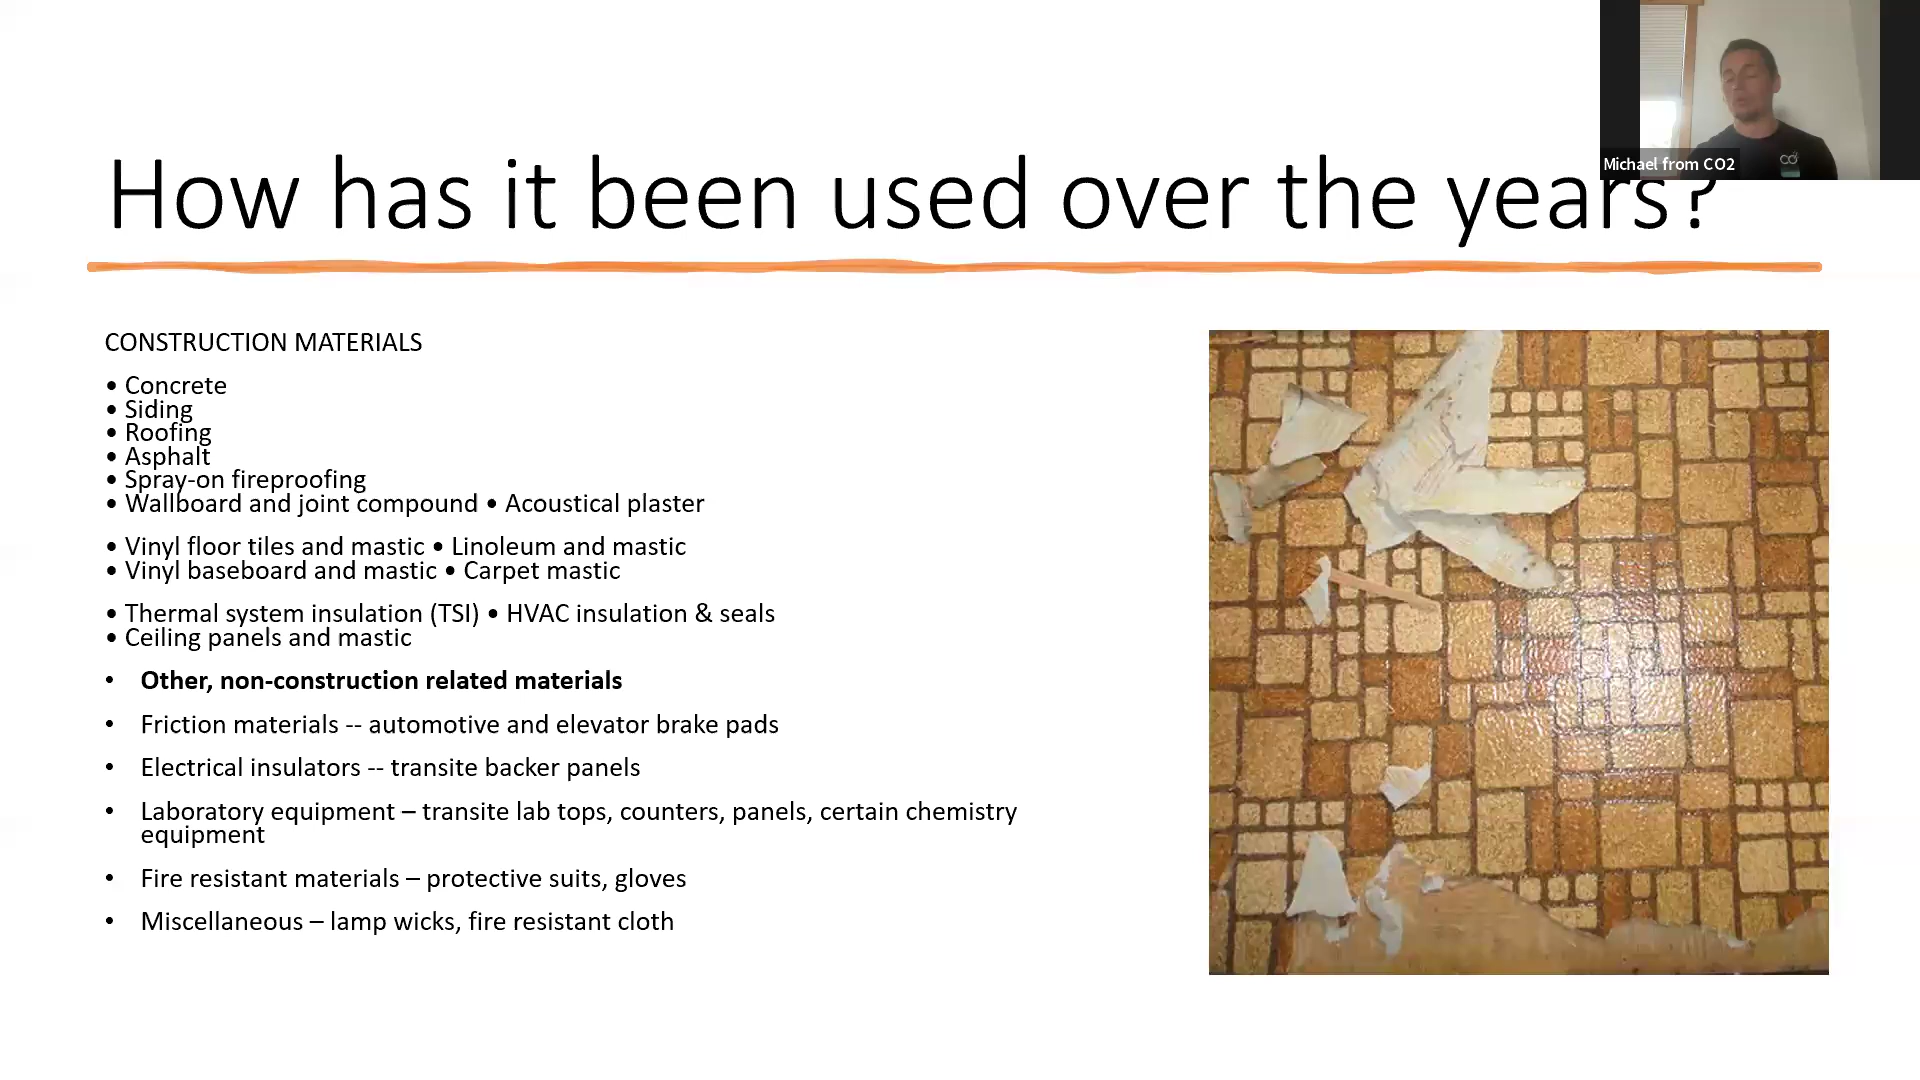 Michael from CO2
How has it been used over the years?
CONSTRUCTION MATERIALS
• Concrete
• Siding
• Roofing
• Asphalt
• Spray-on fireproofing
• Wallboard and joint compound • Acoustical plaster
• Vinyl floor tiles and mastic • Linoleum and mastic
• Vinyl baseboard and mastic • Carpet mastic
• Thermal system insulation (TSI) • HVAC insulation & seals
• Ceiling panels and mastic
• Other, non-construction related materials
• Friction materials -- automotive and elevator brake pads
• Electrical insulators -- transite backer panels
• Laboratory equipment – transite lab tops, counters, panels, certain chemistry
equipment
• Fire resistant materials – protective suits, gloves
• Miscellaneous – lamp wicks, fire resistant cloth